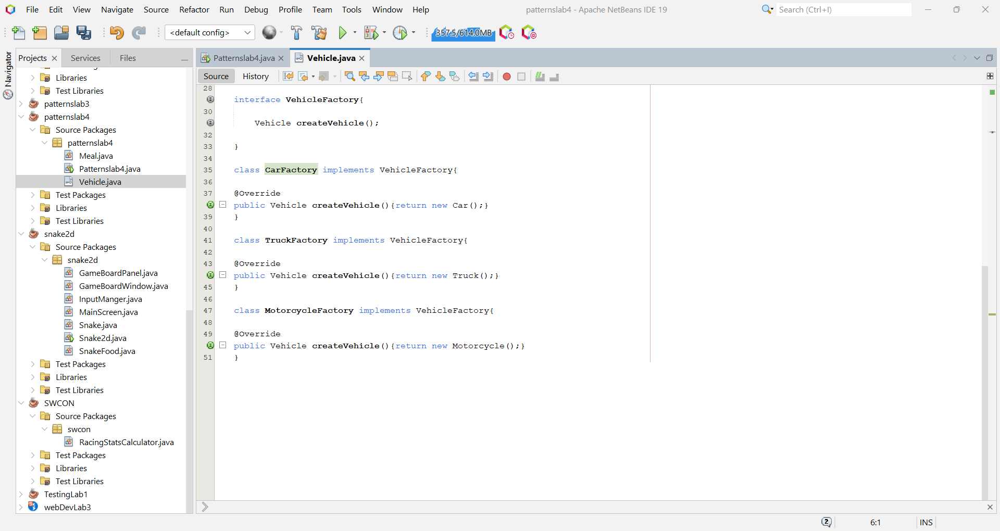 File Edit View Navigate Source Refactor Run Debug Profile Team Tools Window Help
patternslab4 - Apache NetBeans IDE 19
Search (Ctrl+I)
<default config>
357.5/614.0MB
Navigator
Projects
Services
Files
Libraries
Test Libraries
patternslab3
patternslab4
Source Packages
patternslab4
Meal.java
Patternslab4.java
Vehicle.java
Test Packages
Libraries
Test Libraries
snake2d
Source Packages
snake2d
GameBoardPanel.java
GameBoardWindow.java
InputManger.java
MainScreen.java
Snake.java
Snake2d.java
SnakeFood.java
Test Packages
Libraries
Test Libraries
SWCON
Source Packages
swcon
RacingStatsCalculator.java
Test Packages
Libraries
Test Libraries
TestingLab1
webDevLab3
Patternslab4.java
Vehicle.java
Source
History
28
interface VehicleFactory{
30
Vehicle createVehicle();
32
33 }
34
35 class CarFactory implements VehicleFactory{
36
37 @Override
public Vehicle createVehicle(){return new Car();}
39 }
40
41 class TruckFactory implements VehicleFactory{
42
43 @Override
public Vehicle createVehicle(){return new Truck();}
45 }
46
47 class MotorcycleFactory implements VehicleFactory{
48
49 @Override
public Vehicle createVehicle(){return new Motorcycle();}
51 }
2
6:1
INS